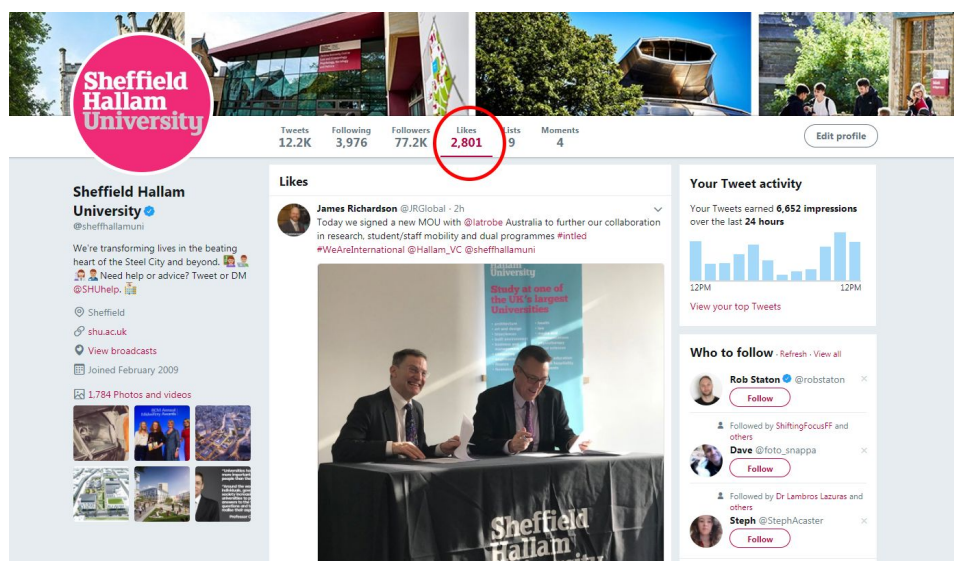 Sheffield
Hallam
University
Tweets
12.2K
Following
3,976
Followers
77.2K
Likes
2,801
Lists
9
Moments
4
Edit profile
Sheffield Hallam
University
@sheffhallamuni
We're transforming lives in the beating
heart of the Steel City and beyond.
Need help or advice? Tweet or DM
@SHUhelp.
Sheffield
shu.ac.uk
View broadcasts
Joined February 2009
1,784 Photos and videos
Likes
James Richardson @JRGlobal · 2h
Today we signed a new MOU with @latrobe Australia to further our collaboration
in research, student/staff mobility and dual programmes #intled
#WeAreInternational @Hallam_VC @sheffhallamuni
Hallam
University
Study at one of
the UK's largest
Universities
Sheffield
Hallam
Your Tweet activity
Your Tweets earned 6,652 impressions
over the last 24 hours
12PM
12PM
View your top Tweets
Who to follow · Refresh · View all
Rob Staton @robstaton
Follow
Followed by ShiftingFocusFF and
others
Dave @foto_snappa
Follow
Followed by Dr Lambros Lazuras and
others
Steph @StephAcaster
Follow